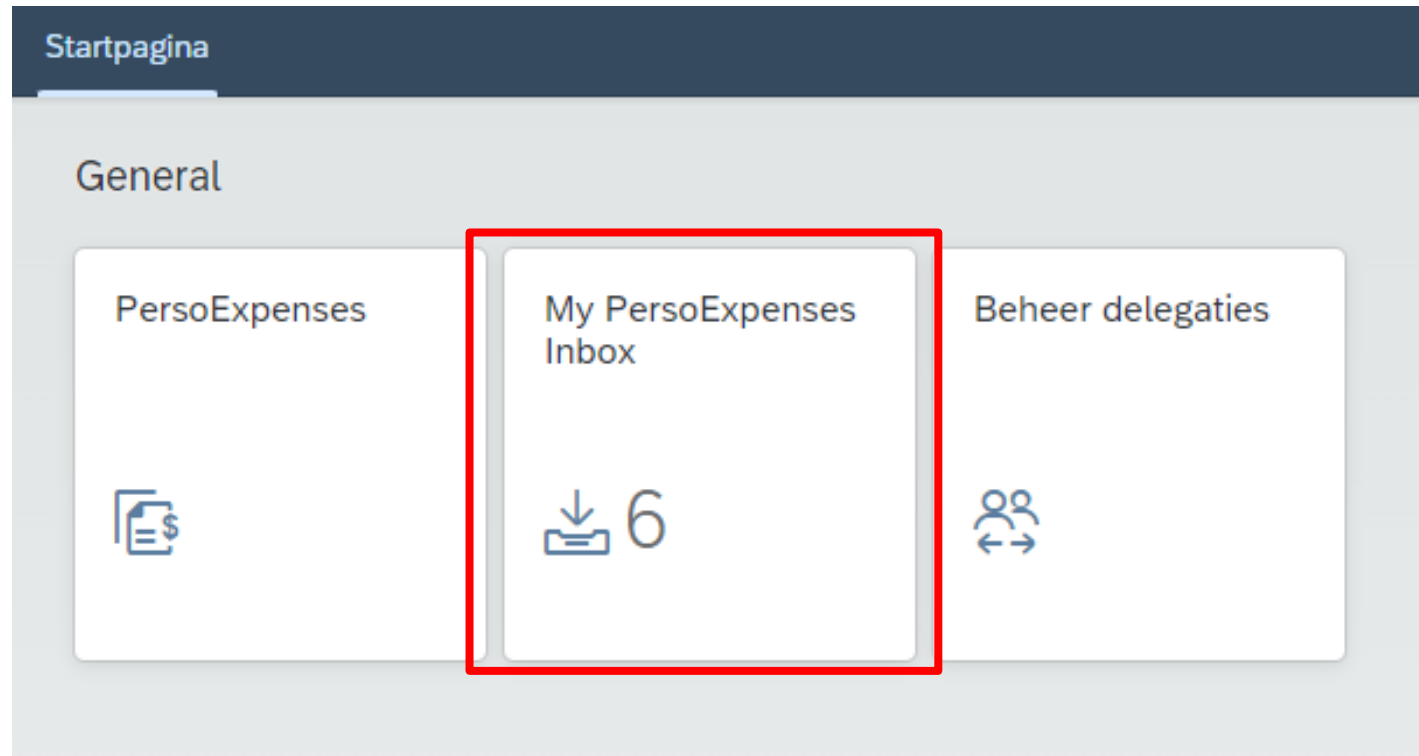 Startpagina
General
PersoExpenses
My PersoExpenses
Inbox
Beheer delegaties
$
6